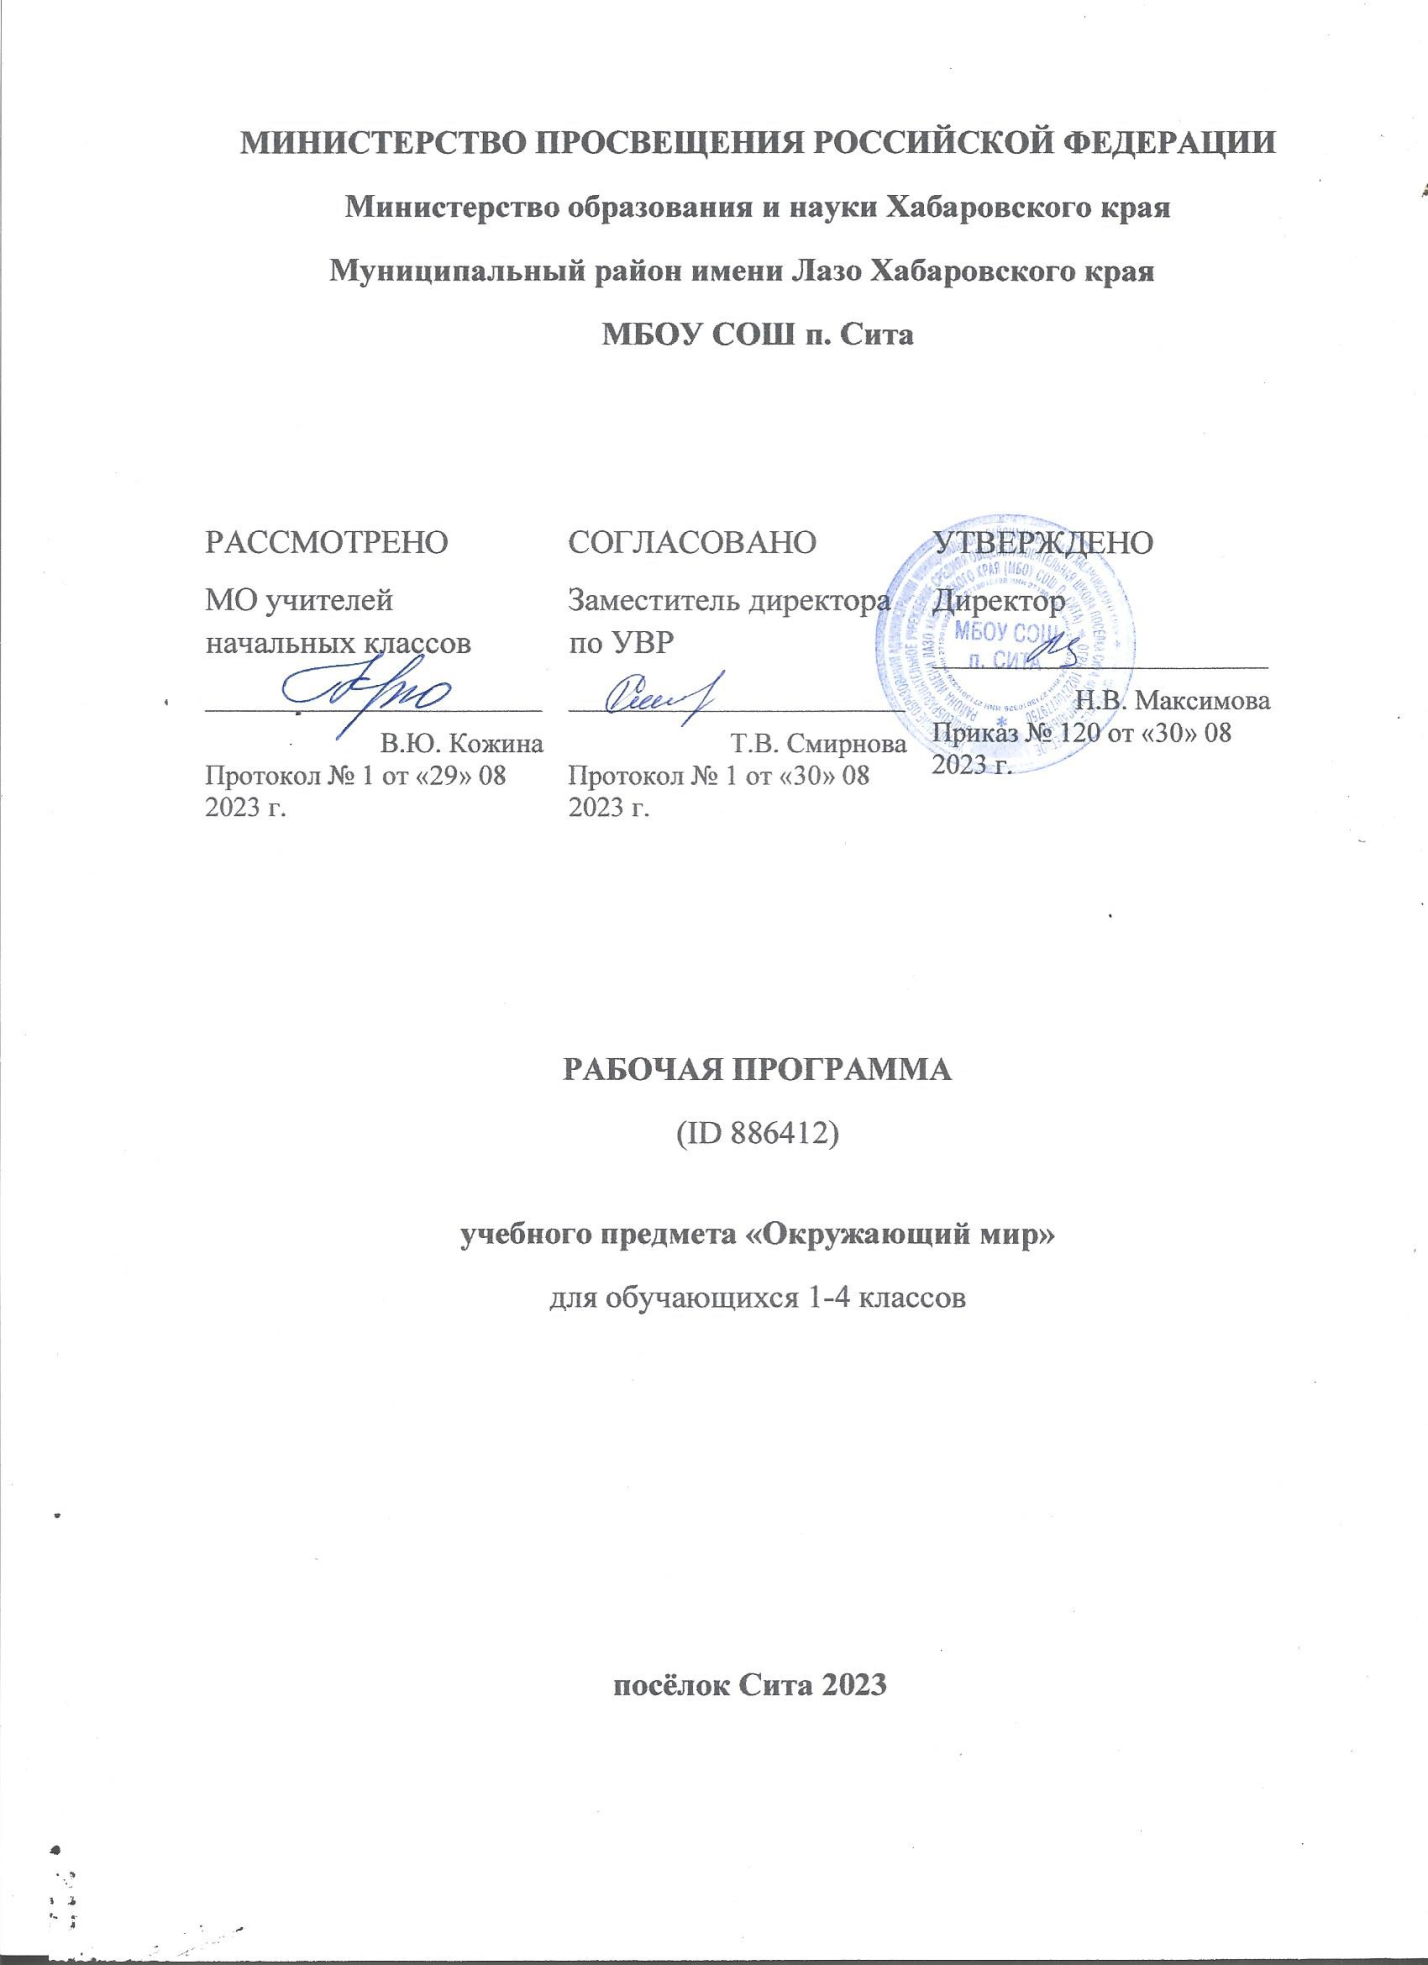 МИНИСТЕРСТВО ПРОСВЕЩЕНИЯ РОССИЙСКОЙ ФЕДЕРАЦИИ
Министерство образования и науки Хабаровского края
Муниципальный район имени Лазо Хабаровского края
МБОУ СОШ п. Сита
РАССМОТРЕНО
МО учителей
начальных классов
В.Ю. Кожина
Протокол № 1 от «29» 08
2023 г.
СОГЛАСОВАНО
Заместитель директора
по УВР
Т.В. Смирнова
Протокол № 1 от «30» 08
2023 г.
УТВЕРЖДЕНО
Директор
МБОУ СОШ
п. СИТА
Н.В. Максимова
Приказ № 120 от «30» 08
2023 г.
РАБОЧАЯ ПРОГРАММА
(ID 886412)
учебного предмета «Окружающий мир»
для обучающихся 1-4 классов
посёлок Сита 2023